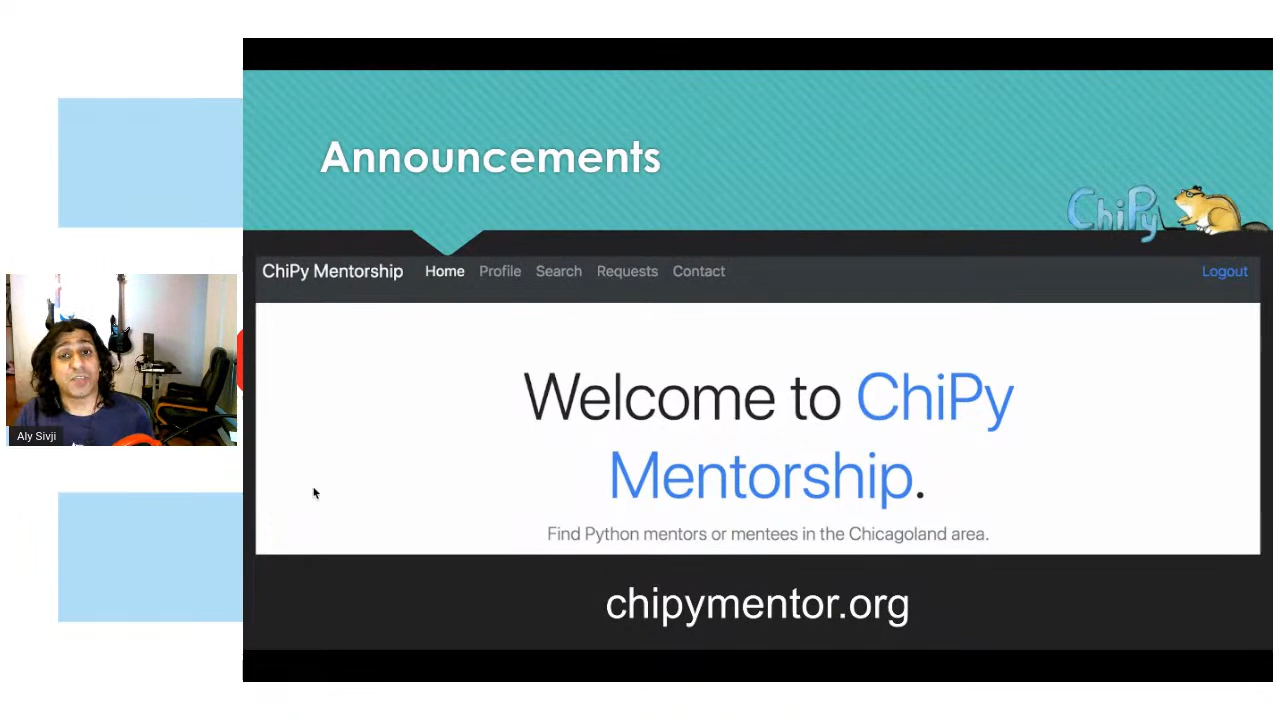 Announcements
ChiPy
ChiPy Mentorship Home Profile Search Requests Contact Logout
Welcome to ChiPy
Mentorship.
Find Python mentors or mentees in the Chicagoland area.
chipymentor.org
Aly Sivji